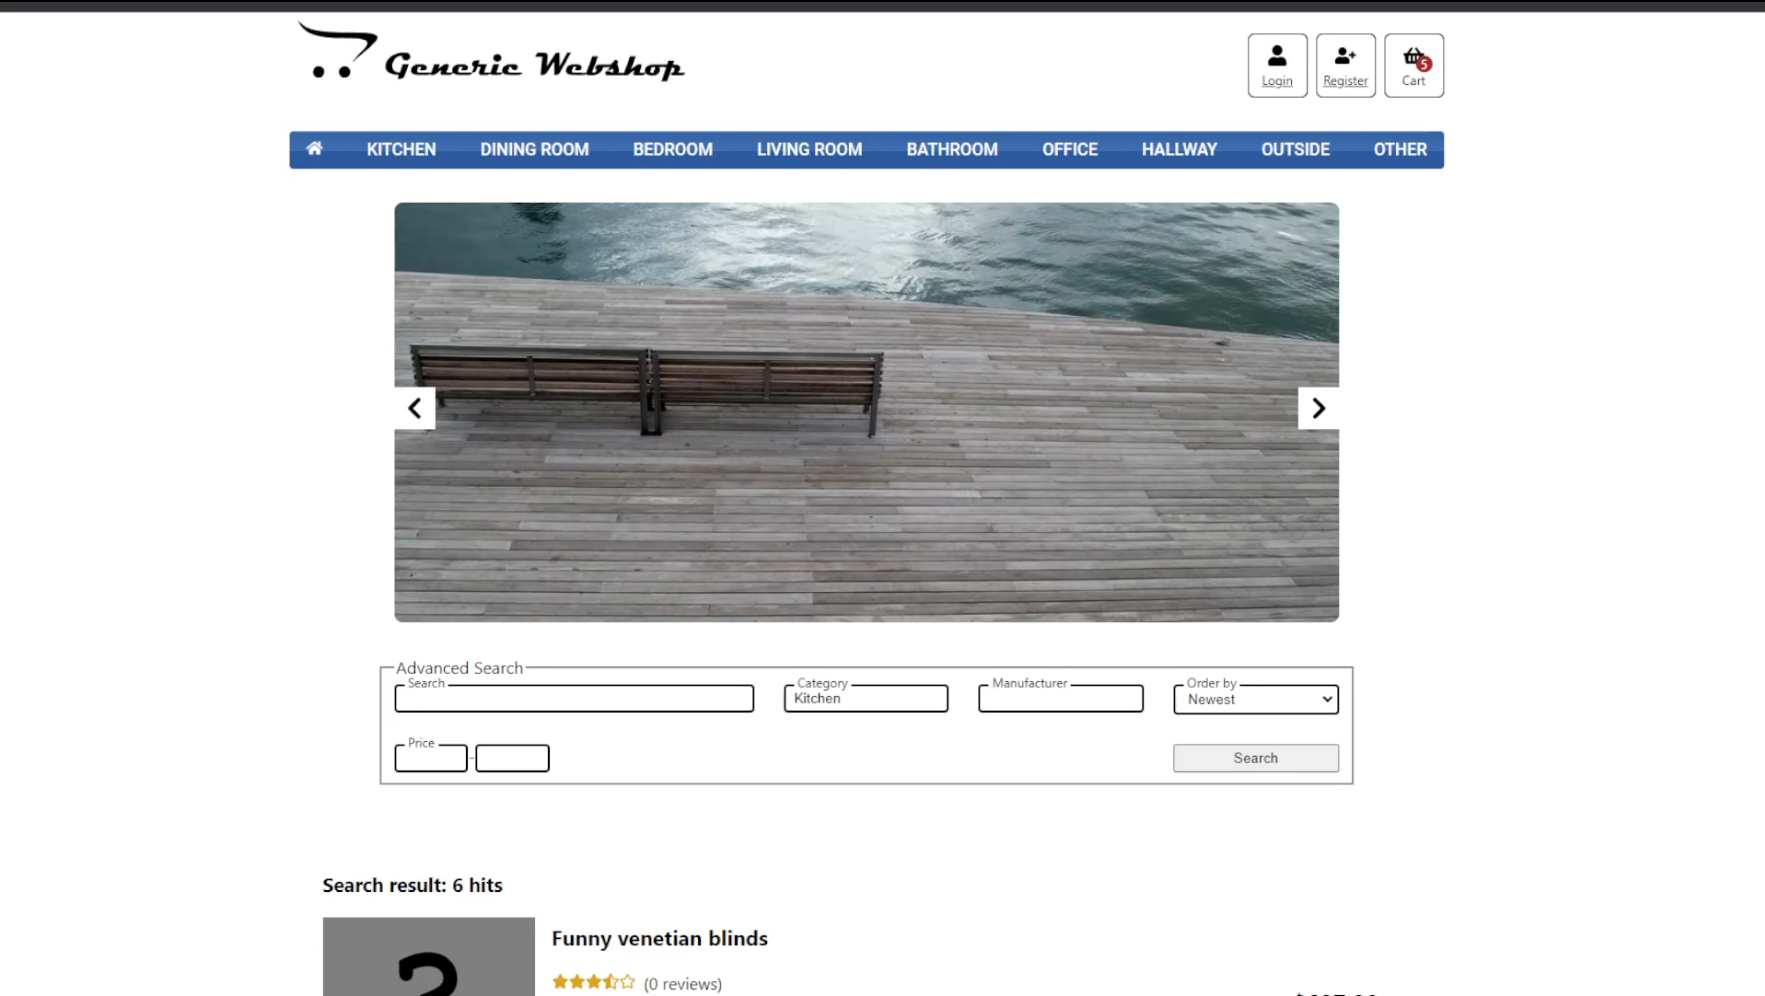 Generic Webshop
Login
Register
5
Cart
KITCHEN DINING ROOM BEDROOM LIVING ROOM BATHROOM OFFICE HALLWAY OUTSIDE OTHER
Advanced Search
Search Category Manufacturer Order by
Kitchen Newest
Price
-
Search
Search result: 6 hits
Funny venetian blinds
?
(0 reviews)